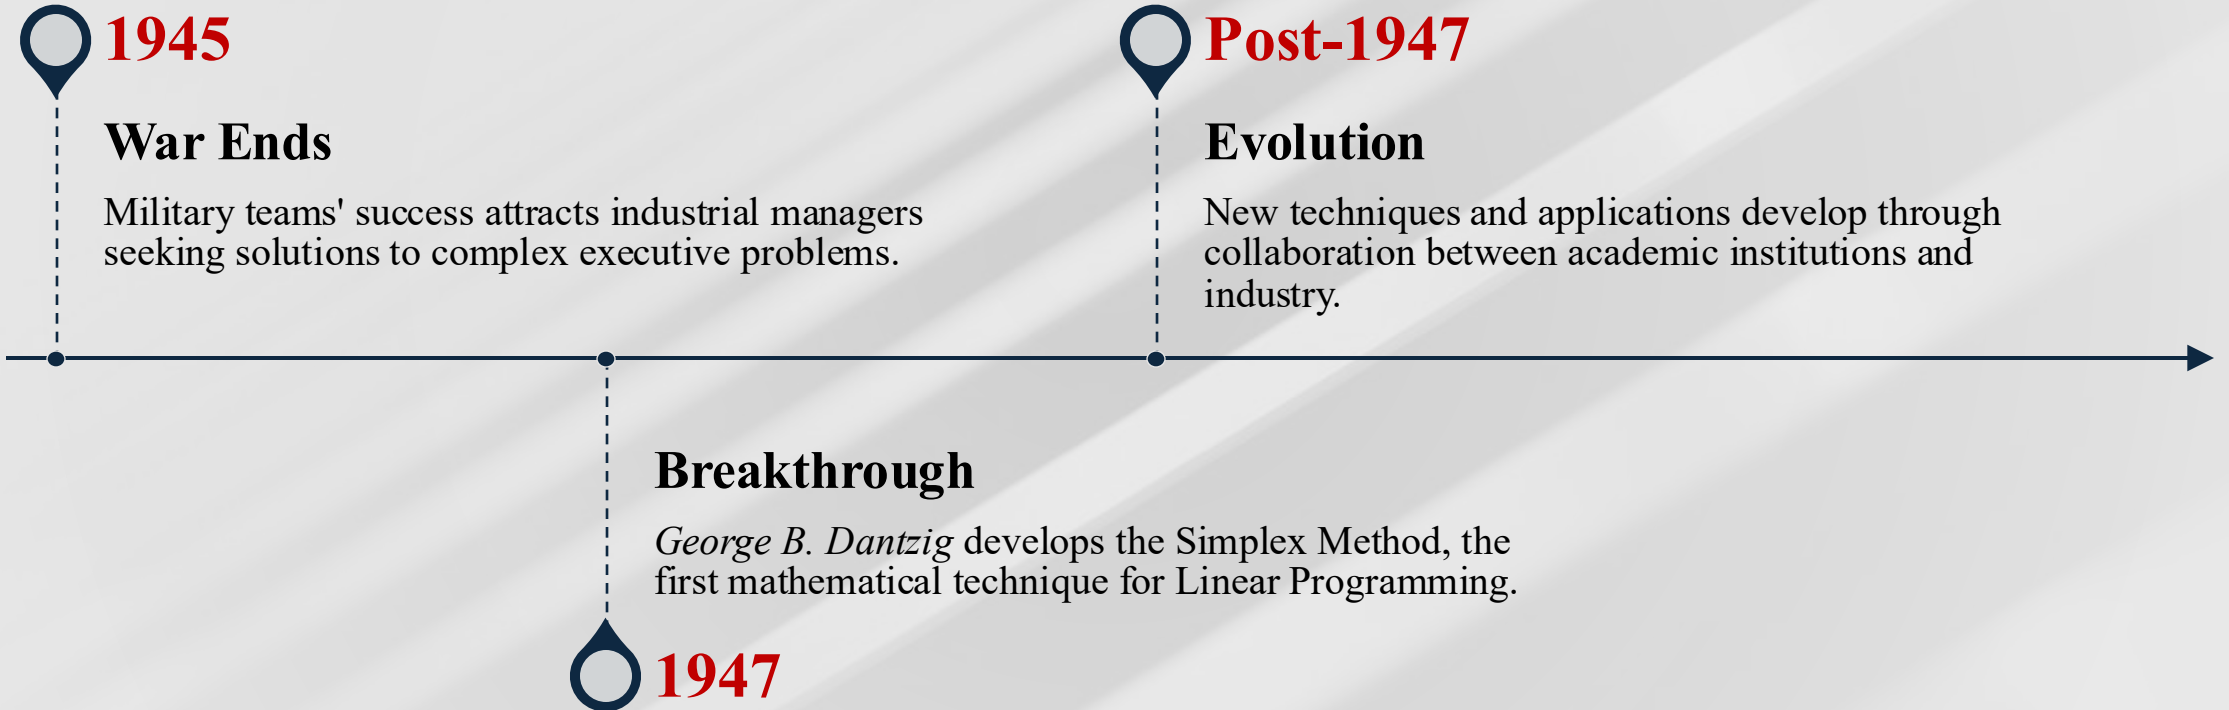 1945
War Ends
Military teams' success attracts industrial managers
seeking solutions to complex executive problems.
Post-1947
Evolution
New techniques and applications develop through
collaboration between academic institutions and
industry.
Breakthrough
George B. Dantzig develops the Simplex Method, the
first mathematical technique for Linear Programming.
1947